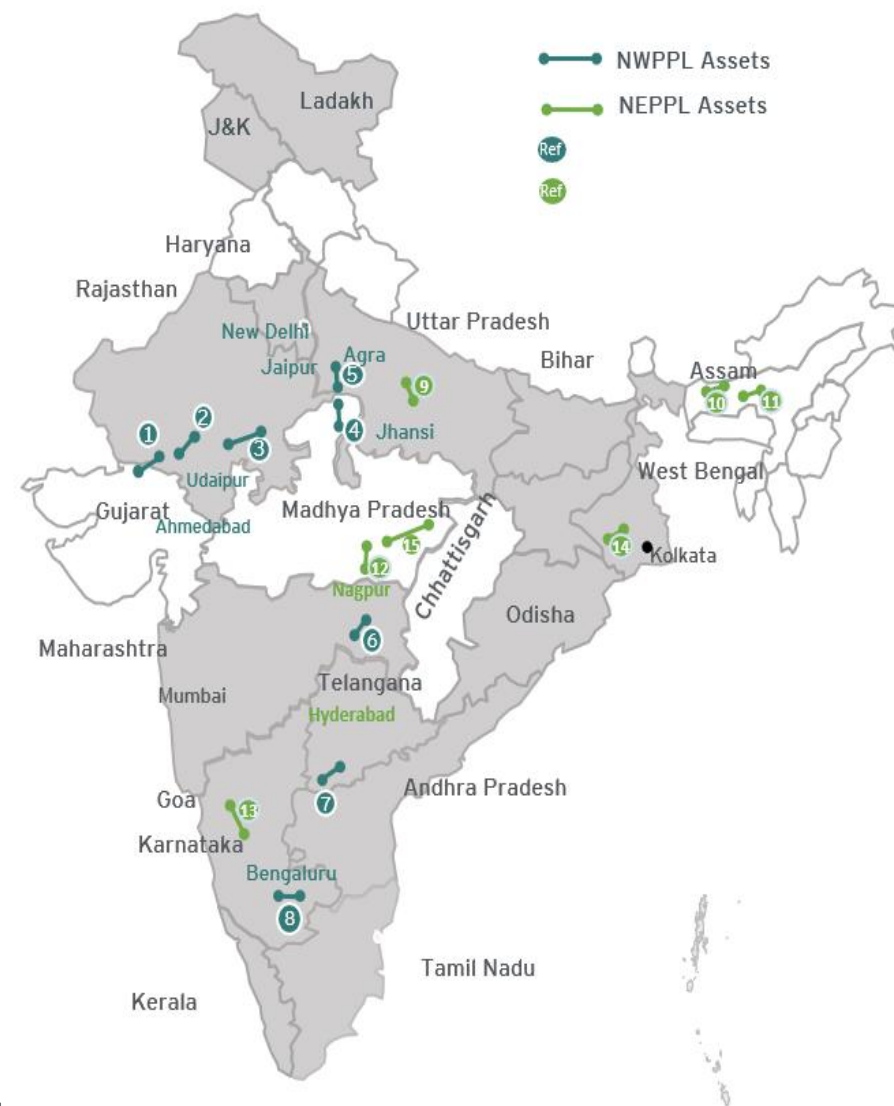 NWPPL Assets
NEPPL Assets
Ref
Ref
Ladakh
J&K
Haryana
Rajasthan
New Delhi
Uttar Pradesh
Jaipur
Agra
5
Bihar
Assam
9
10
11
2
1
3
4
Jhansi
Udaipur
West Bengal
Gujarat
Madhya Pradesh
Ahmedabad
Chhattisgarh
15
14
Kolkata
12
Nagpur
Odisha
6
Maharashtra
Telangana
Mumbai
Hyderabad
Andhra Pradesh
Goa
7
13
Karnataka
Bengaluru
8
Tamil Nadu
Kerala